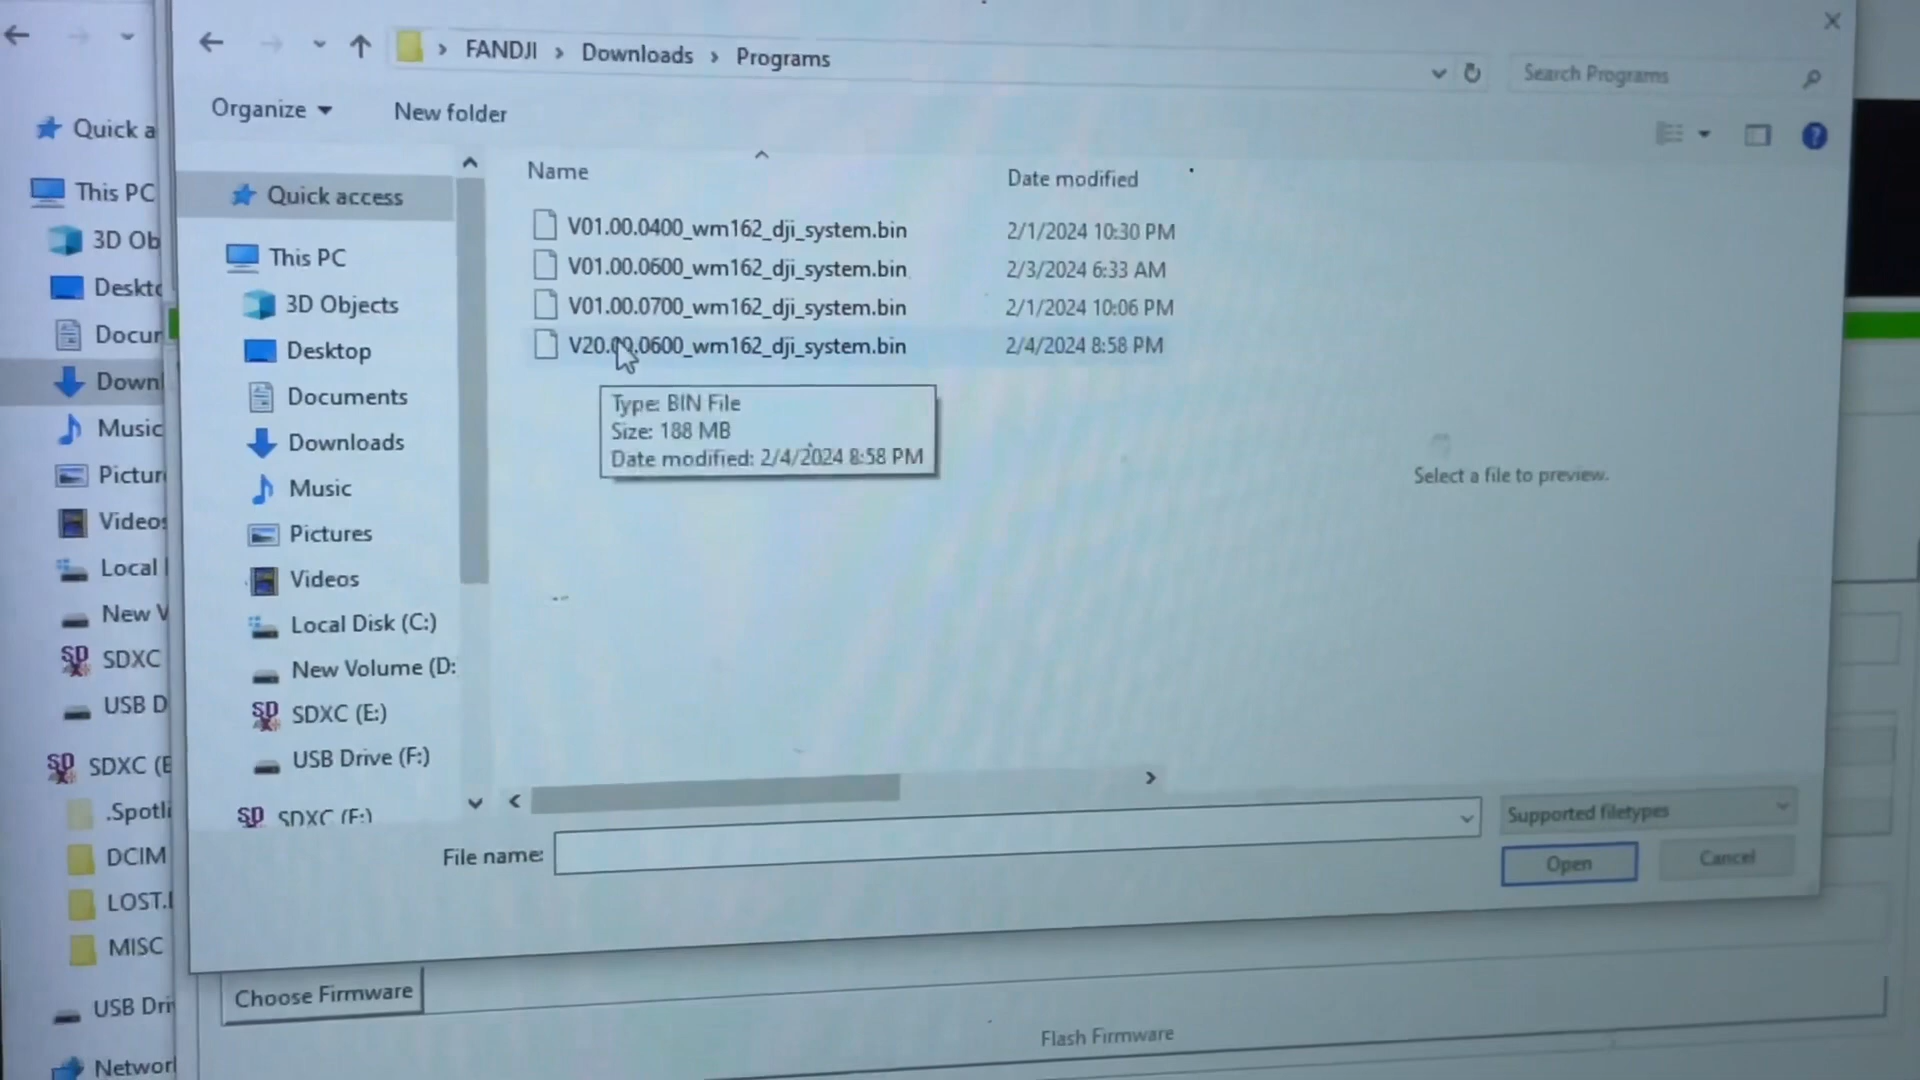 FANDJI > Downloads > Programs
Search Programs
Organize
New folder
Name
Date modified
V01.00.0400_wm162_dji_system.bin 2/1/2024 10:30 PM
V01.00.0600_wm162_dji_system.bin 2/3/2024 6:33 AM
V01.00.0700_wm162_dji_system.bin 2/1/2024 10:06 PM
V20.00.0600_wm162_dji_system.bin 2/4/2024 8:58 PM
Type: BIN File
Size: 188 MB
Date modified: 2/4/2024 8:58 PM
Select a file to preview.
Quick access
This PC
3D Objects
Desktop
Documents
Downloads
Music
Pictures
Videos
Local Disk (C:)
New Volume (D:
SDXC (E:)
USB Drive (F:)
SDXC (E:)
File name:
Supported filetypes
Open
Cancel
Quick a
This PC
3D Ob
Deskto
Docur
Downl
Music
Pictur
Videos
Local
New V
SDXC
USB D
SDXC (E
.Spotli
DCIM
LOST.
MISC
USB Dri
Networ
Choose Firmware
Flash Firmware